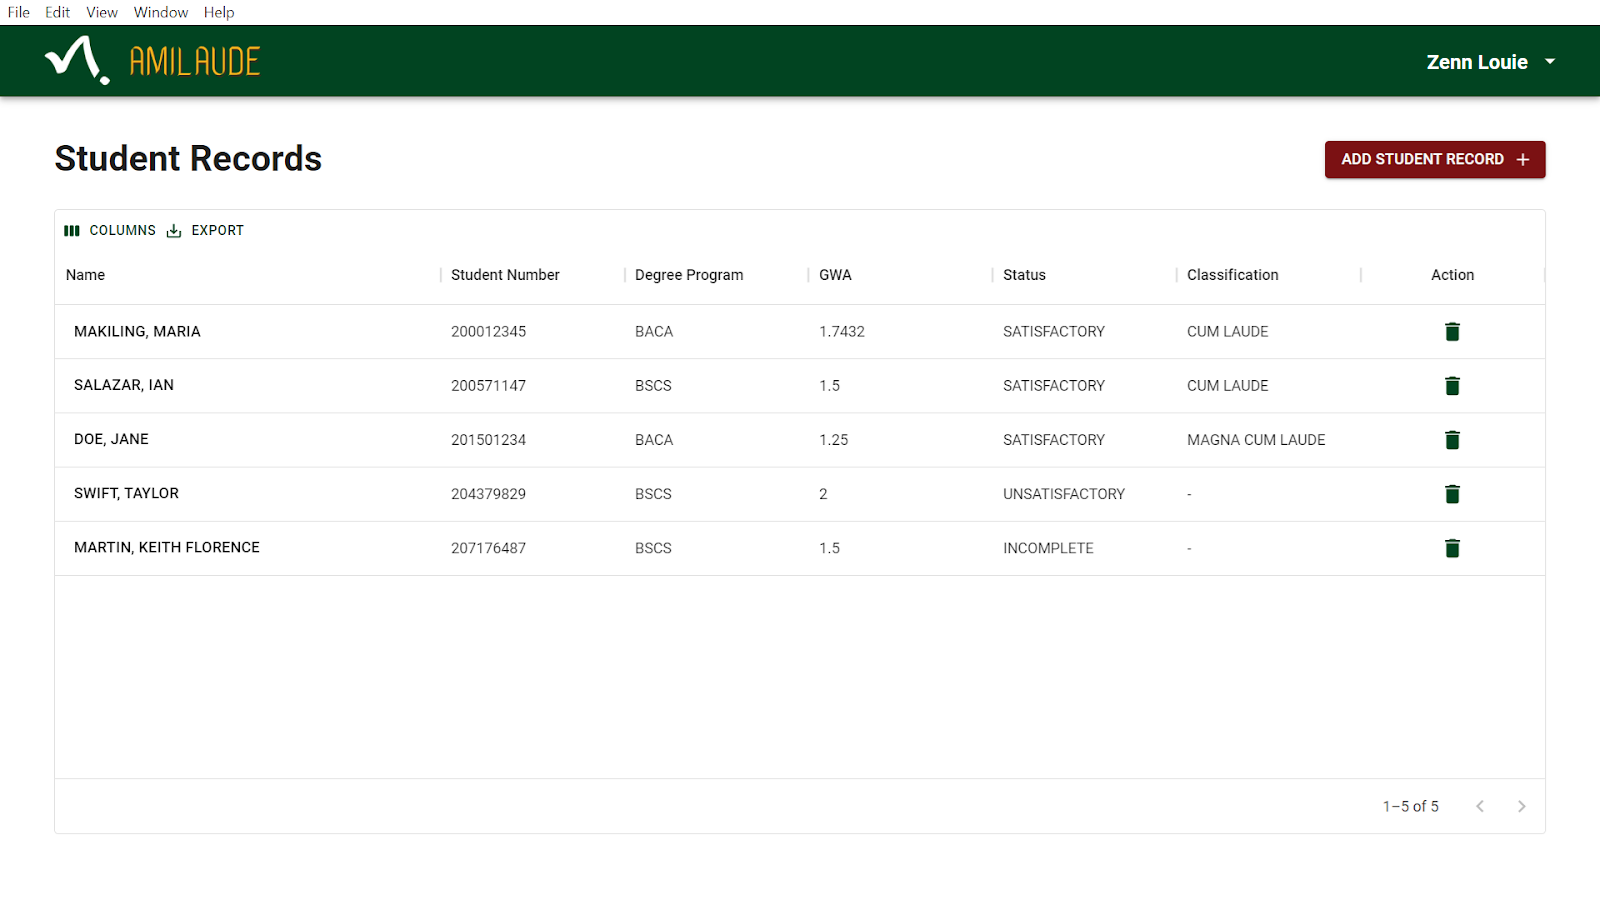 File Edit View Window Help
AMILAUDE
Zenn Louie
Student Records
ADD STUDENT RECORD +
COLUMNS EXPORT
Name Student Number Degree Program GWA Status Classification Action
MAKILING, MARIA 200012345 BACA 1.7432 SATISFACTORY CUM LAUDE
SALAZAR, IAN 200571147 BSCS 1.5 SATISFACTORY CUM LAUDE
DOE, JANE 201501234 BACA 1.25 SATISFACTORY MAGNA CUM LAUDE
SWIFT, TAYLOR 204379829 BSCS 2 UNSATISFACTORY -
MARTIN, KEITH FLORENCE 207176487 BSCS 1.5 INCOMPLETE -
1–5 of 5